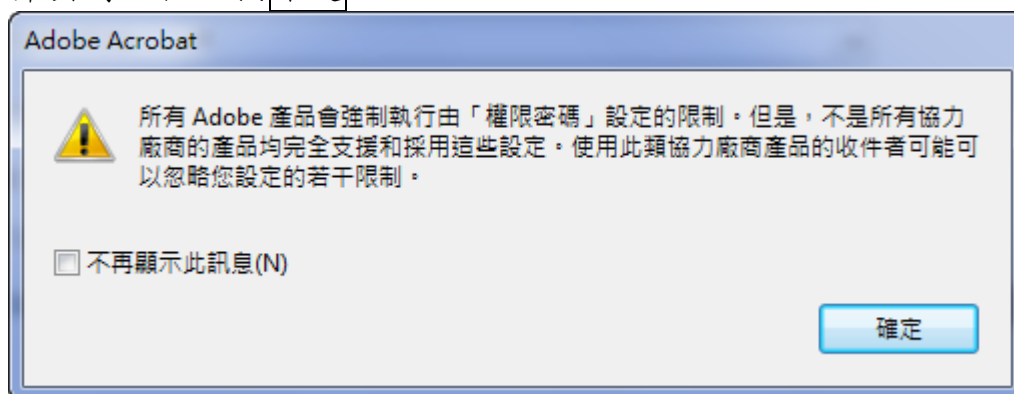 Adobe Acrobat
所有 Adobe 產品會強制執行由「權限密碼」設定的限制。但是，不是所有協力
廠商的產品均完全支援和採用這些設定。使用此類協力廠商產品的收件者可能可
以忽略您設定的若干限制。
不再顯示此訊息(N)
確定